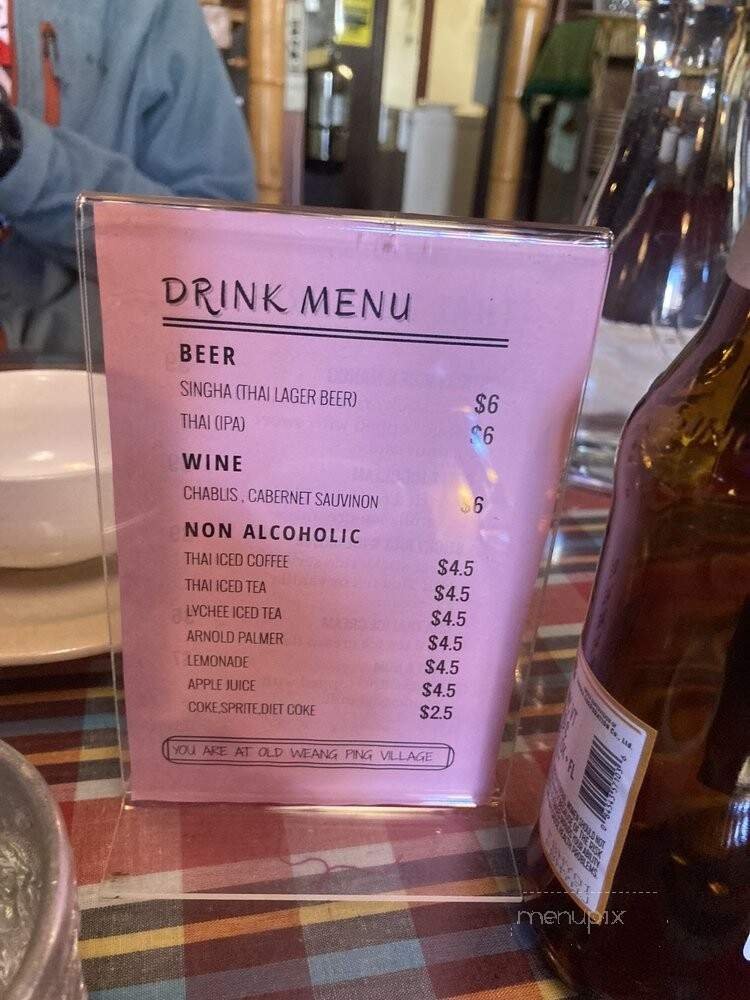 DRINK MENU
BEER
SINGHA (THAI LAGER BEER) $6
THAI (IPA) $6
WINE
CHABLIS , CABERNET SAUVINON $6
NON ALCOHOLIC
THAI ICED COFFEE $4.5
THAI ICED TEA $4.5
LYCHEE ICED TEA $4.5
ARNOLD PALMER $4.5
LEMONADE $4.5
APPLE JUICE $4.5
COKE,SPRITE,DIET COKE $2.5
YOU ARE AT OLD WEANG PING VILLAGE
menupix